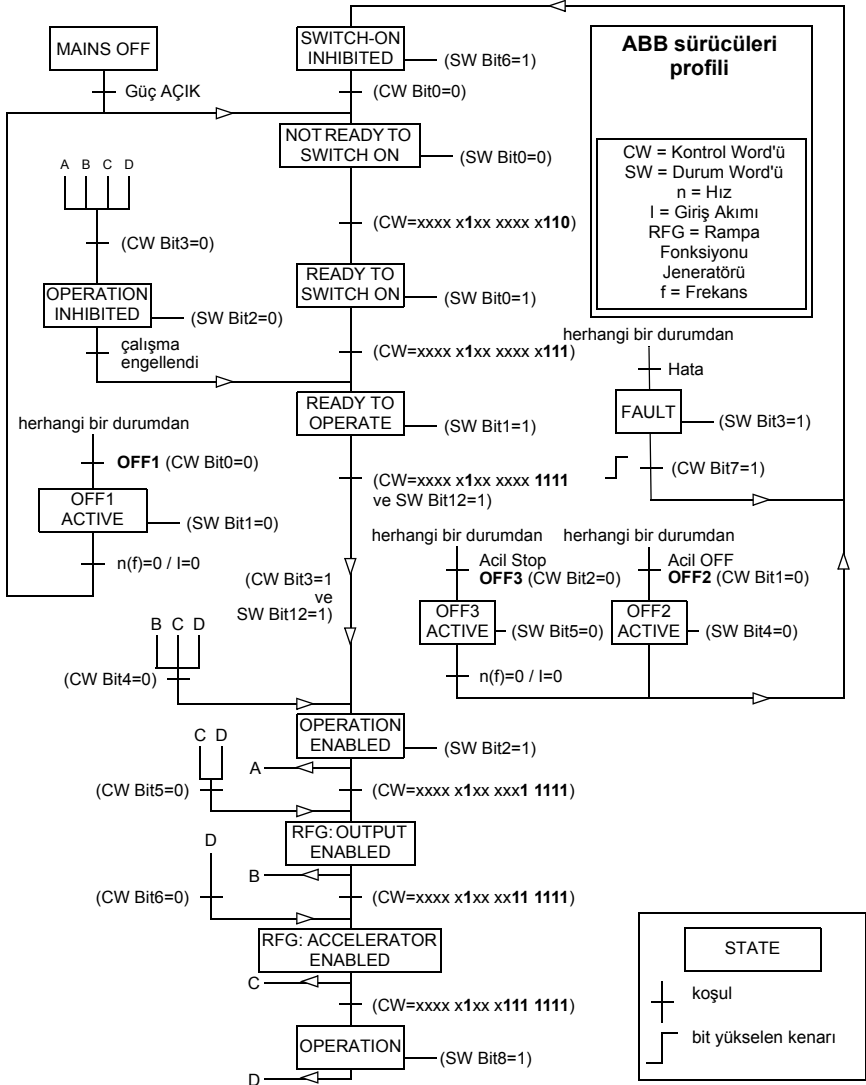 MAINS OFF
Güç AÇIK
SWITCH-ON
INHIBITED
(SW Bit6=1)
(CW Bit0=0)
NOT READY TO
SWITCH ON
(SW Bit0=0)
ABB sürücüleri
profili
CW = Kontrol Word'ü
SW = Durum Word'ü
n = Hız
I = Giriş Akımı
RFG = Rampa
Fonksiyonu
Jeneratörü
f = Frekans
A B C D
(CW Bit3=0)
OPERATION
INHIBITED
(SW Bit2=0)
çalışma
engellendi
(CW=xxxx x1xx xxxx x110)
READY TO
SWITCH ON
(SW Bit0=1)
(CW=xxxx x1xx xxxx x111)
READY TO
OPERATE
(SW Bit1=1)
(CW=xxxx x1xx xxxx 1111
ve SW Bit12=1)
herhangi bir durumdan
Hata
FAULT
(SW Bit3=1)
(CW Bit7=1)
herhangi bir durumdan
OFF1 (CW Bit0=0)
OFF1
ACTIVE
(SW Bit1=0)
n(f)=0 / I=0
(CW Bit3=1
ve
SW Bit12=1)
herhangi bir durumdan
Acil Stop
OFF3 (CW Bit2=0)
OFF3
ACTIVE
(SW Bit5=0)
n(f)=0 / I=0
herhangi bir durumdan
Acil OFF
OFF2 (CW Bit1=0)
OFF2
ACTIVE
(SW Bit4=0)
B C D
(CW Bit4=0)
OPERATION
ENABLED
(SW Bit2=1)
A
C D
(CW Bit5=0)
(CW=xxxx x1xx xxx1 1111)
RFG: OUTPUT
ENABLED
B
D
(CW Bit6=0)
(CW=xxxx x1xx xx11 1111)
RFG: ACCELERATOR
ENABLED
C
(CW=xxxx x1xx x111 1111)
OPERATION
(SW Bit8=1)
D
STATE
koşul
bit yükselen kenarı